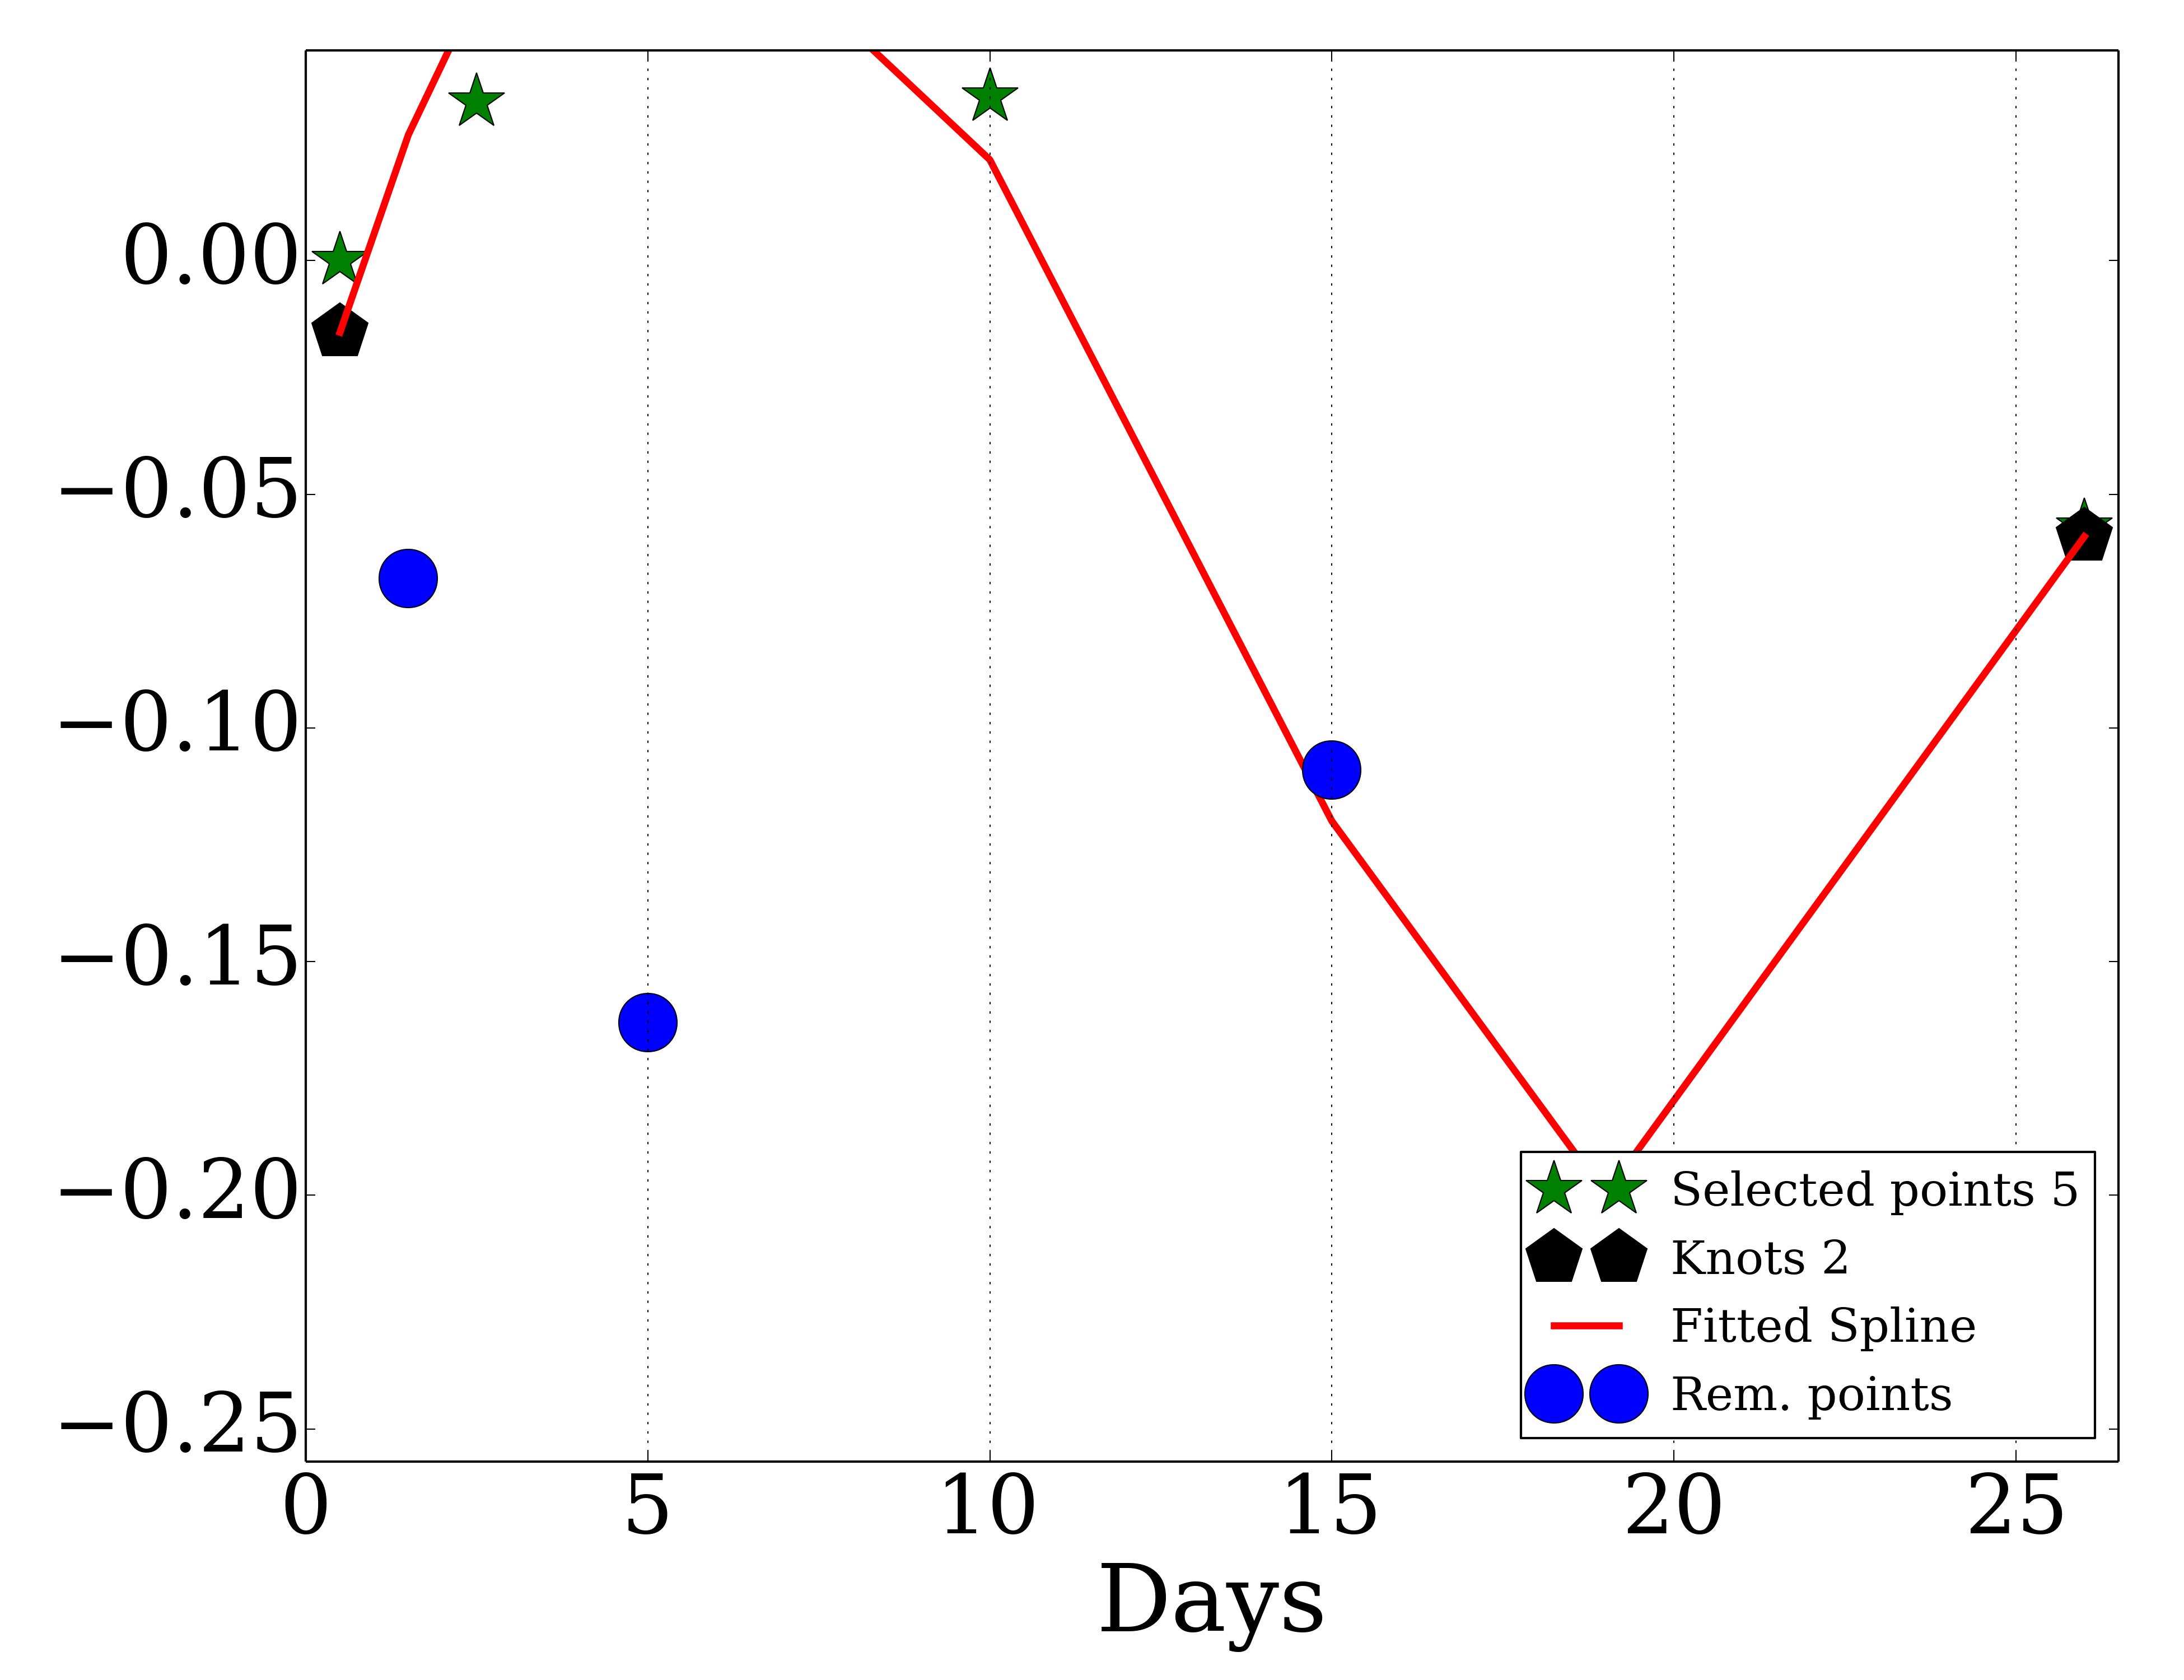 0.00
−0.05
−0.10
−0.15
−0.20
−0.25
Selected points 5
Knots 2
Fitted Spline
Rem. points
0 5 10 15 20 25
Days